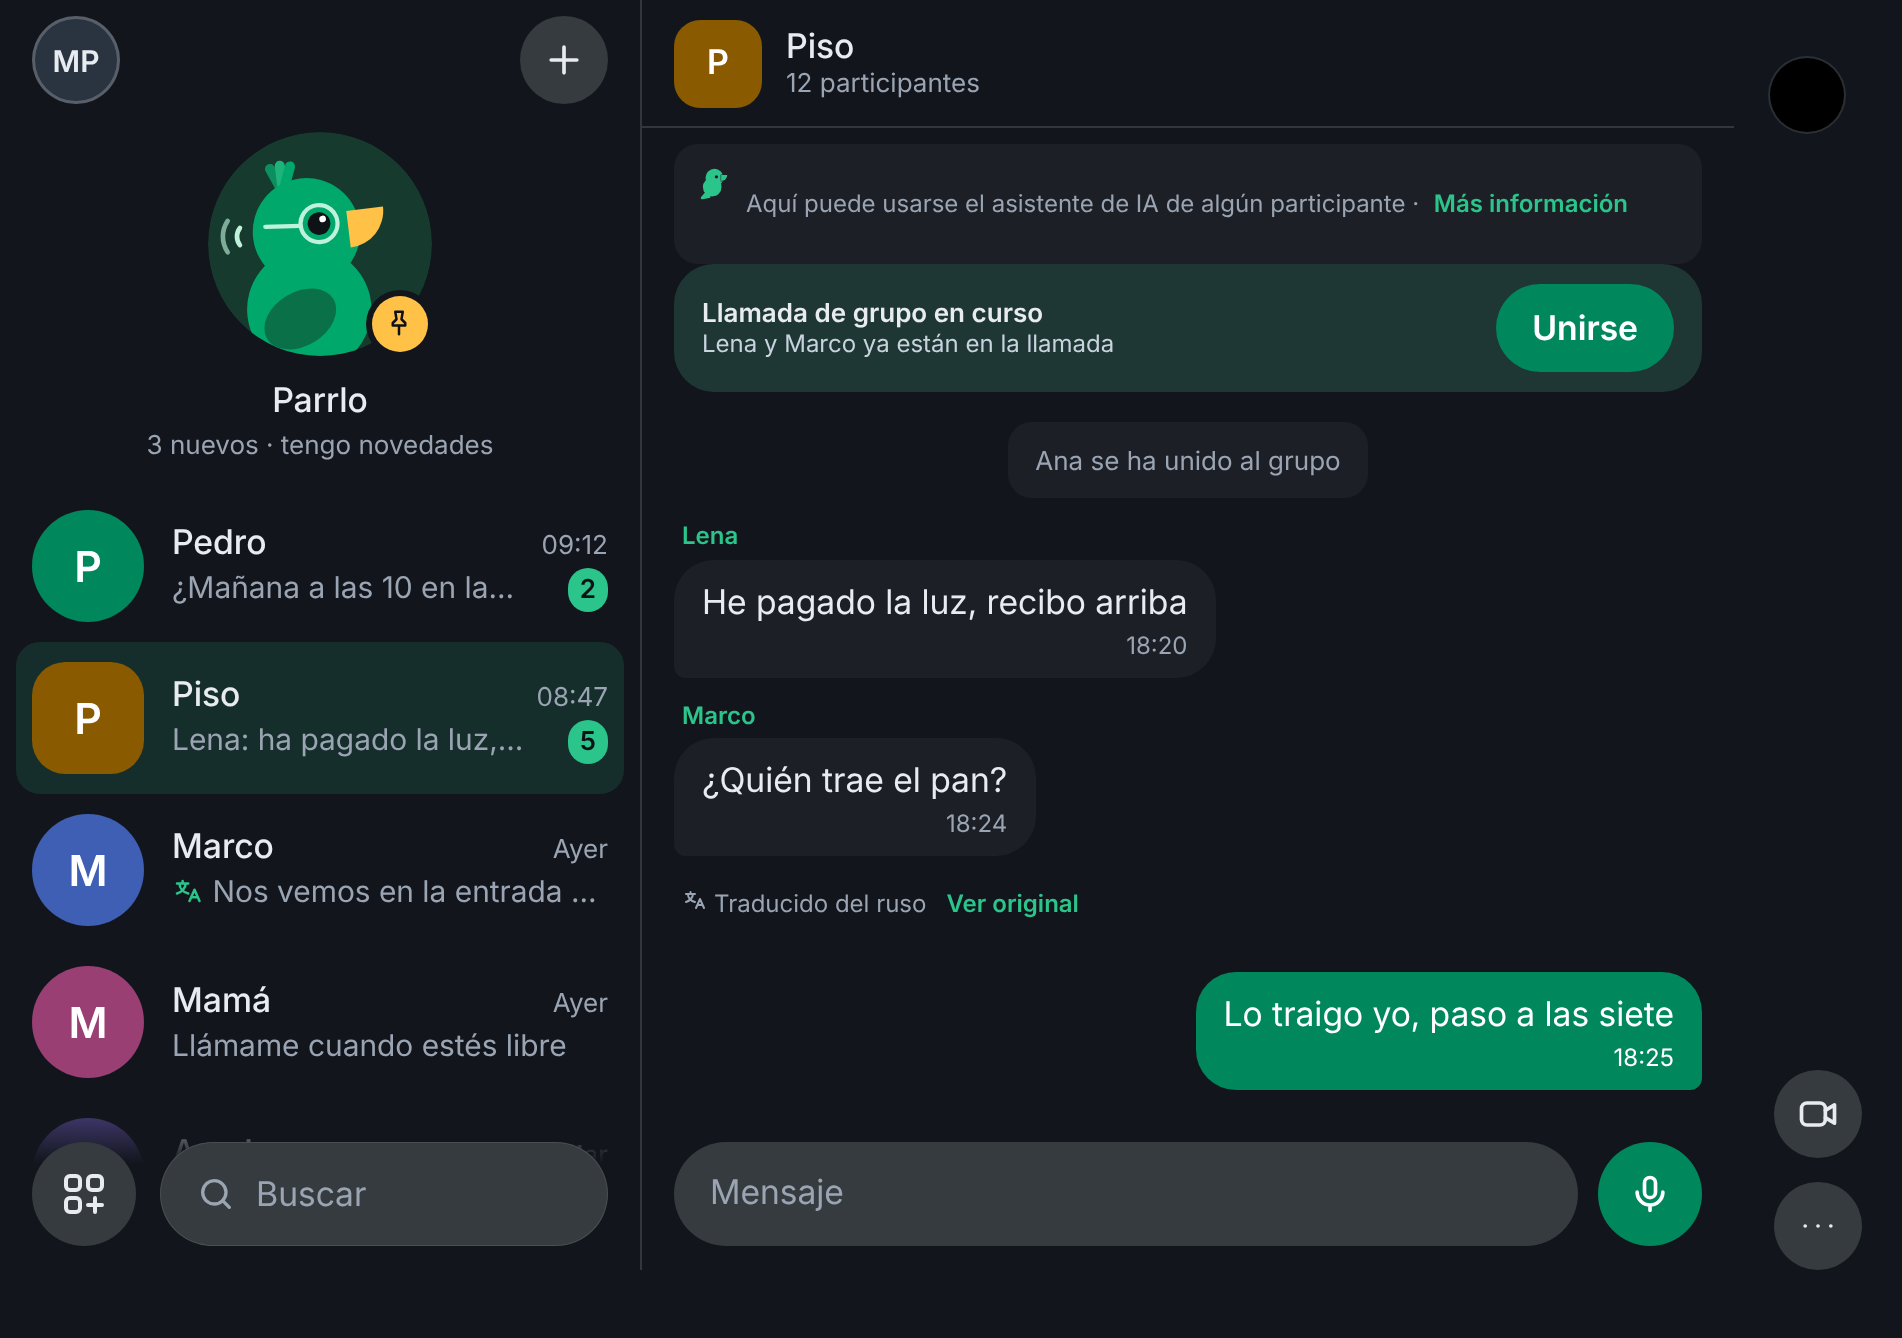 MP
Parrlo
3 nuevos · tengo novedades
P
Pedro
09:12
¿Mañana a las 10 en la...
2
P
Piso
08:47
Lena: ha pagado la luz,...
5
M
Marco
Ayer
Nos vemos en la entrada ...
M
Mamá
Ayer
Llámame cuando estés libre
Buscar
P
Piso
12 participantes
Aquí puede usarse el asistente de IA de algún participante · Más información
Llamada de grupo en curso
Lena y Marco ya están en la llamada
Unirse
Ana se ha unido al grupo
Lena
He pagado la luz, recibo arriba
18:20
Marco
¿Quién trae el pan?
18:24
Traducido del ruso Ver original
Lo traigo yo, paso a las siete
18:25
Mensaje